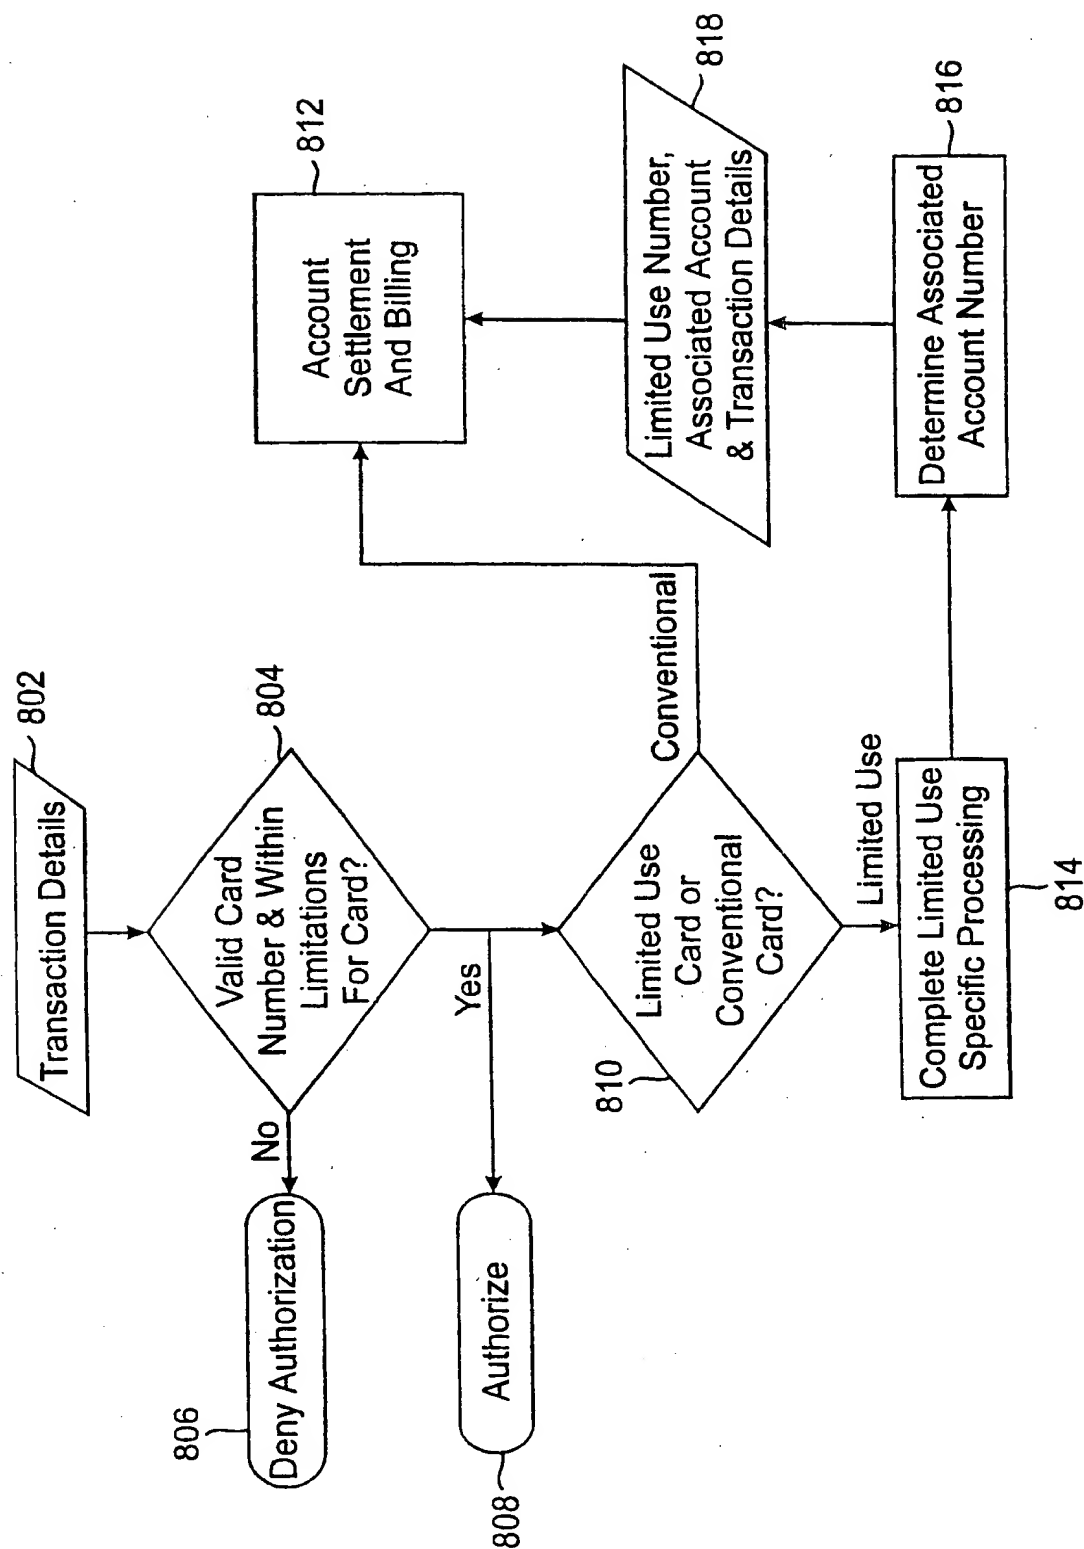 802
Transaction Details
804
Valid Card
Number & Within
Limitations
For Card?
No
806
Deny Authorization
Yes
808
Authorize
810
Limited Use
Card or
Conventional
Card?
Conventional
812
Account
Settlement
And Billing
Limited Use
Complete Limited Use
Specific Processing
814
816
Determine Associated
Account Number
818
Limited Use Number,
Associated Account
& Transaction Details